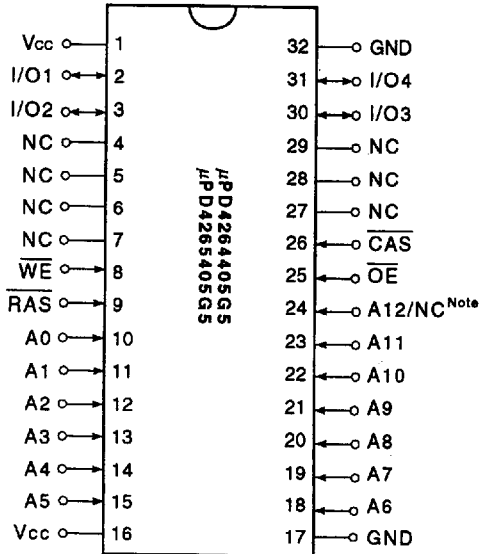 Vcc 1 32 GND
I/O1 2 31 I/O4
I/O2 3 30 I/O3
NC 4 29 NC
NC 5 28 NC
NC 6 27 NC
NC 7 26 CAS
WE 8 25 OE
RAS 9 24 A12/NC Note
A0 10 23 A11
A1 11 22 A10
A2 12 21 A9
A3 13 20 A8
A4 14 19 A7
A5 15 18 A6
Vcc 16 17 GND
µPD4264405G5
µPD4265405G5